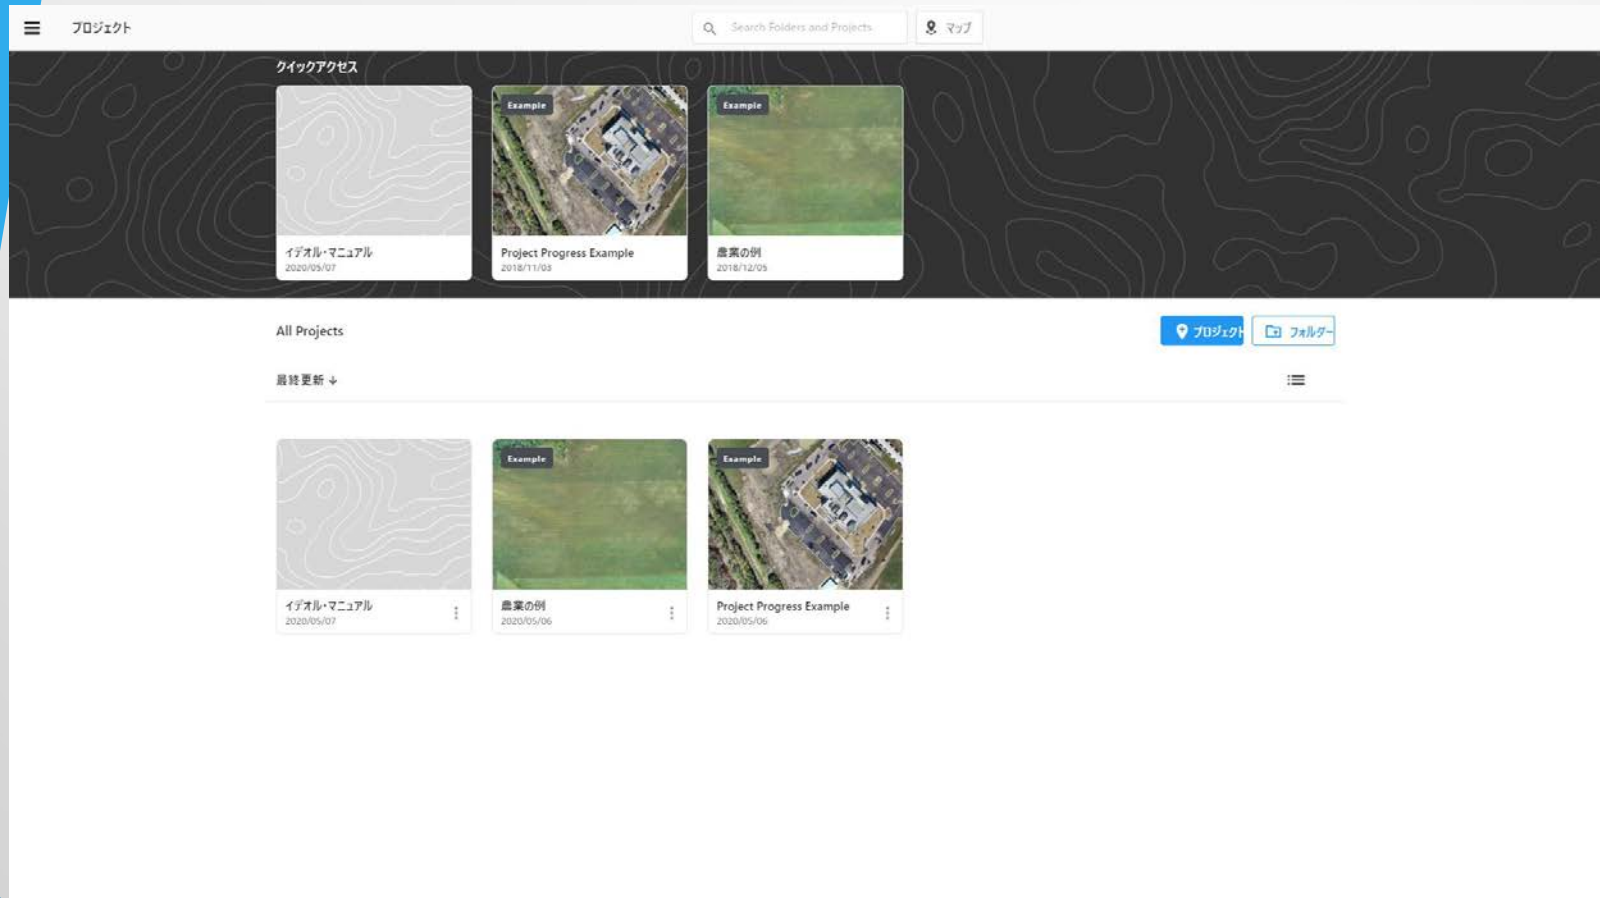 プロジェクト
Search Folders and Projects
マップ
クイックアクセス
Example
Example
イデオル・マニュアル
2020/05/07
Project Progress Example
2018/11/03
農業の例
2018/12/05
All Projects
プロジェクト
フォルダー
最終更新
Example
Example
イデオル・マニュアル
2020/05/07
農業の例
2020/05/06
Project Progress Example
2020/05/06